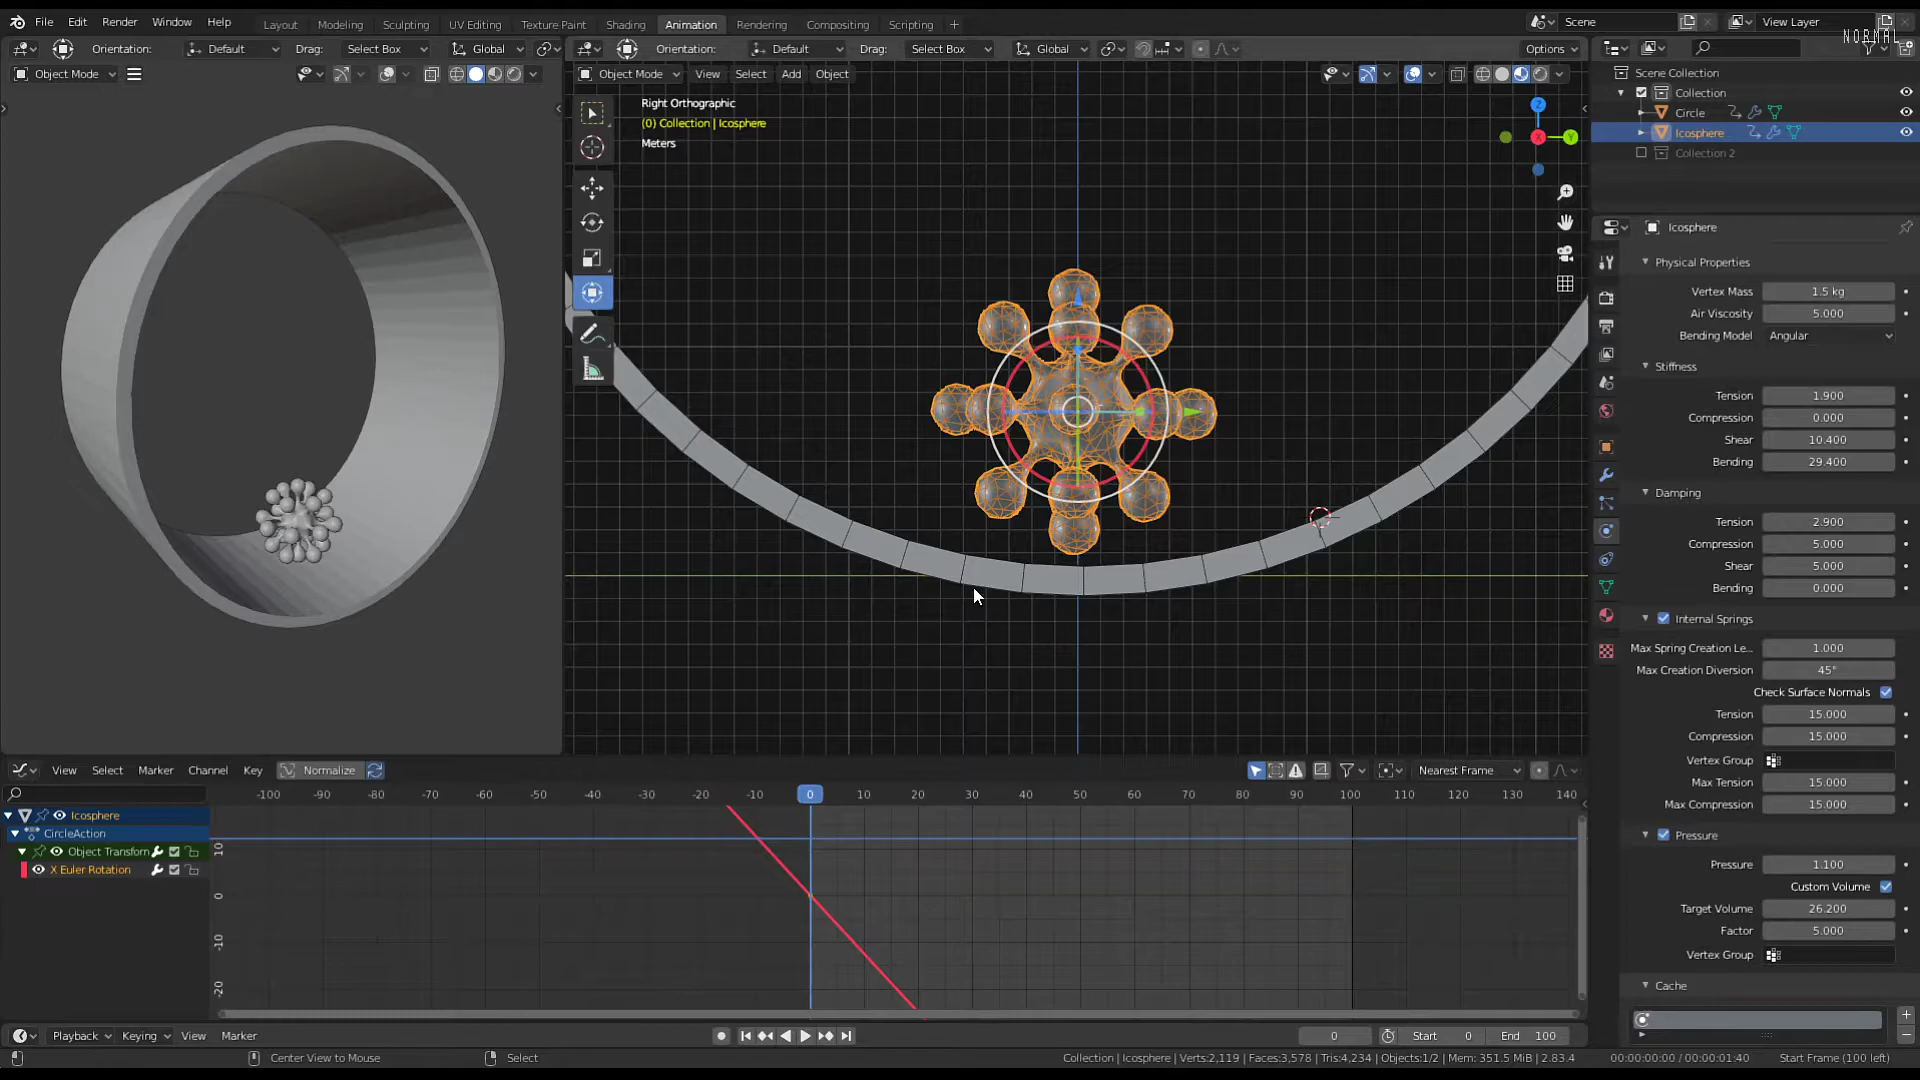 File Edit Render Window Help Layout Modeling Sculpting UV Editing Texture Paint Shading Animation Rendering Compositing Scripting + Scene View Layer
NORMAL
Orientation: Default Drag: Select Box Global Orientation: Default Drag: Select Box Global Options
Object Mode Object Mode View Select Add Object
Scene Collection
Collection
Circle
Icosphere
Collection 2
Right Orthographic
(0) Collection | Icosphere
Meters
Z
X
Y
Icosphere
Physical Properties
Vertex Mass 1.5 kg
Air Viscosity 5.000
Bending Model Angular
Stiffness
Tension 1.900
Compression 0.000
Shear 10.400
Bending 29.400
Damping
Tension 2.900
Compression 5.000
Shear 5.000
Bending 0.000
Internal Springs
Max Spring Creation Le... 1.000
Max Creation Diversion 45°
Check Surface Normals
Tension 15.000
Compression 15.000
Vertex Group
Max Tension 15.000
Max Compression 15.000
Pressure
Pressure 1.100
Custom Volume
Target Volume 26.200
Factor 5.000
Vertex Group
Cache
View Select Marker Channel Key Normalize Nearest Frame
-100 -90 -80 -70 -60 -50 -40 -30 -20 -10 0 10 20 30 40 50 60 70 80 90 100 110 120 130 140
Icosphere
CircleAction
Object Transform
X Euler Rotation
10
0
-10
-20
Playback Keying View Marker 0 Start 0 End 100
Center View to Mouse Select Collection | Icosphere | Verts:2,119 | Faces:3,578 | Tris:4,234 | Objects:1/2 | Mem: 351.5 MiB | 2.83.4 00:00:00:00 / 00:00:01:40 Start Frame (100 left)